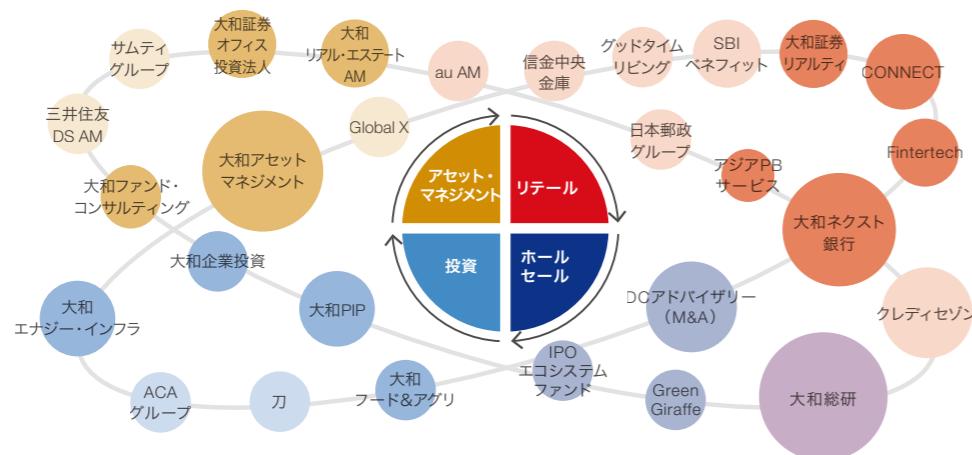 サムティ
グループ
大和証券
オフィス
投資法人
大和
リアル・エステート
AM
au AM
信金中央
金庫
グッドタイム
リビング
SBI
ベネフィット
大和証券
リアルティ
CONNECT
三井住友
DS AM
Global X
日本郵政
グループ
Fintertech
大和アセット
マネジメント
アジアPB
サービス
大和ファンド・
コンサルティング
アセット・
マネジメント
リテール
大和ネクスト
銀行
大和企業投資
投資
ホール
セール
大和
エナジー・インフラ
大和PIP
DCアドバイザリー
（M&A）
クレディセゾン
IPO
エコシステム
ファンド
大和
フード&アグリ
ACA
グループ
刀
Green
Giraffe
大和総研